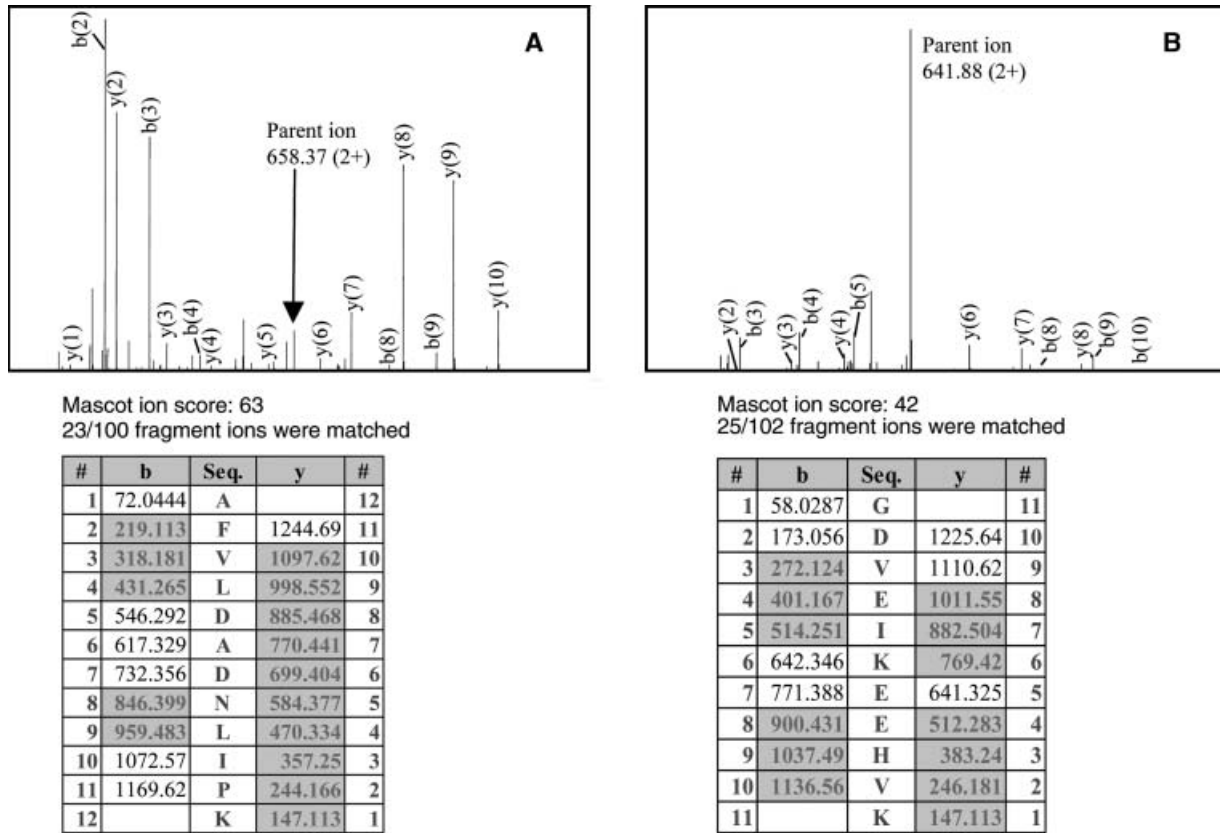 A
b(2)
y(2)
b(3)
Parent ion
658.37 (2+)
y(8)
y(9)
y(1)
y(3)
b(4)
y(4)
y(5)
y(6)
y(7)
b(8)
b(9)
y(10)
Mascot ion score: 63
23/100 fragment ions were matched
# b Seq. y #
1 72.0444 A 12
2 219.113 F 1244.69 11
3 318.181 V 1097.62 10
4 431.265 L 998.552 9
5 546.292 D 885.468 8
6 617.329 A 770.441 7
7 732.356 D 699.404 6
8 846.399 N 584.377 5
9 959.483 L 470.334 4
10 1072.57 I 357.25 3
11 1169.62 P 244.166 2
12 K 147.113 1
B
Parent ion
641.88 (2+)
y(2)
b(3)
y(3)
b(4)
y(4)
b(5)
y(6)
y(7)
b(8)
y(8)
b(9)
b(10)
Mascot ion score: 42
25/102 fragment ions were matched
# b Seq. y #
1 58.0287 G 11
2 173.056 D 1225.64 10
3 272.124 V 1110.62 9
4 401.167 E 1011.55 8
5 514.251 I 882.504 7
6 642.346 K 769.42 6
7 771.388 E 641.325 5
8 900.431 E 512.283 4
9 1037.49 H 383.24 3
10 1136.56 V 246.181 2
11 K 147.113 1